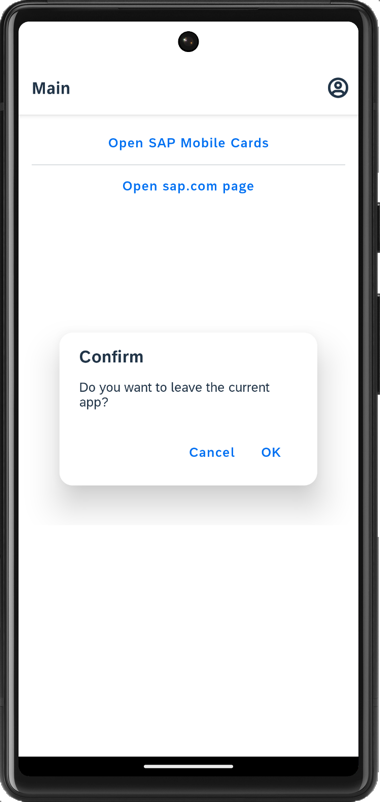 Main
Open SAP Mobile Cards
Open sap.com page
Confirm
Do you want to leave the current
app?
Cancel OK